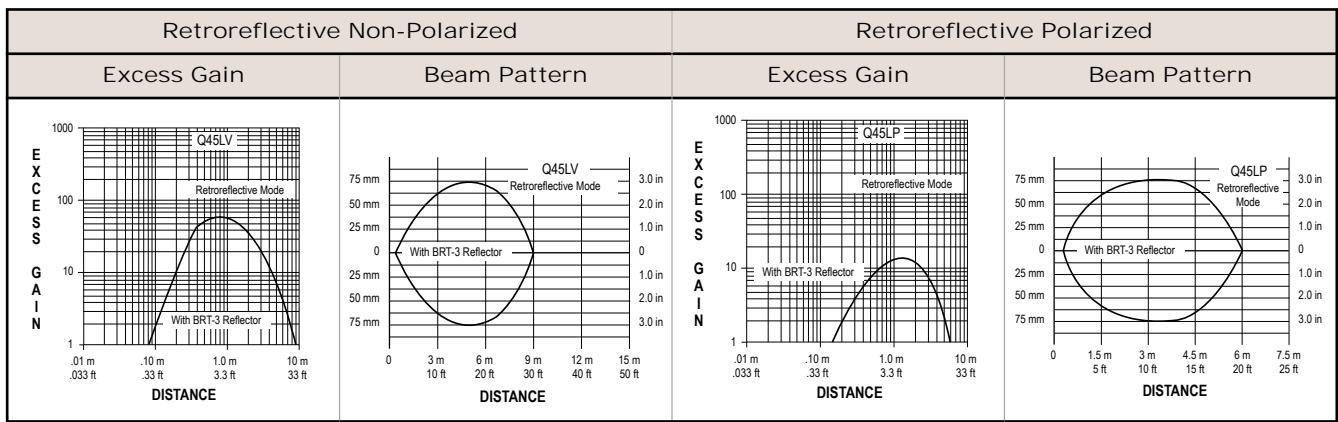 Retroreflective Non-Polarized
Retroreflective Polarized
Excess Gain
Beam Pattern
Excess Gain
Beam Pattern
1000
100
10
1
EXCESS GAIN
Q45LV
Retroreflective Mode
With BRT-3 Reflector
.01 m .10 m 1.0 m 10 m
.033 ft .33 ft 3.3 ft 33 ft
DISTANCE
75 mm
50 mm
25 mm
0
25 mm
50 mm
75 mm
Q45LV
Retroreflective Mode
With BRT-3 Reflector
3.0 in
2.0 in
1.0 in
0
1.0 in
2.0 in
3.0 in
0 3 m 6 m 9 m 12 m 15 m
10 ft 20 ft 30 ft 40 ft 50 ft
DISTANCE
1000
100
10
1
EXCESS GAIN
Q45LP
Retroreflective Mode
With BRT-3 Reflector
.01 m .10 m 1.0 m 10 m
.033 ft .33 ft 3.3 ft 33 ft
DISTANCE
75 mm
50 mm
25 mm
0
25 mm
50 mm
75 mm
Q45LP
Retroreflective
Mode
With BRT-3 Reflector
3.0 in
2.0 in
1.0 in
0
1.0 in
2.0 in
3.0 in
0 1.5 m 3 m 4.5 m 6 m 7.5 m
5 ft 10 ft 15 ft 20 ft 25 ft
DISTANCE